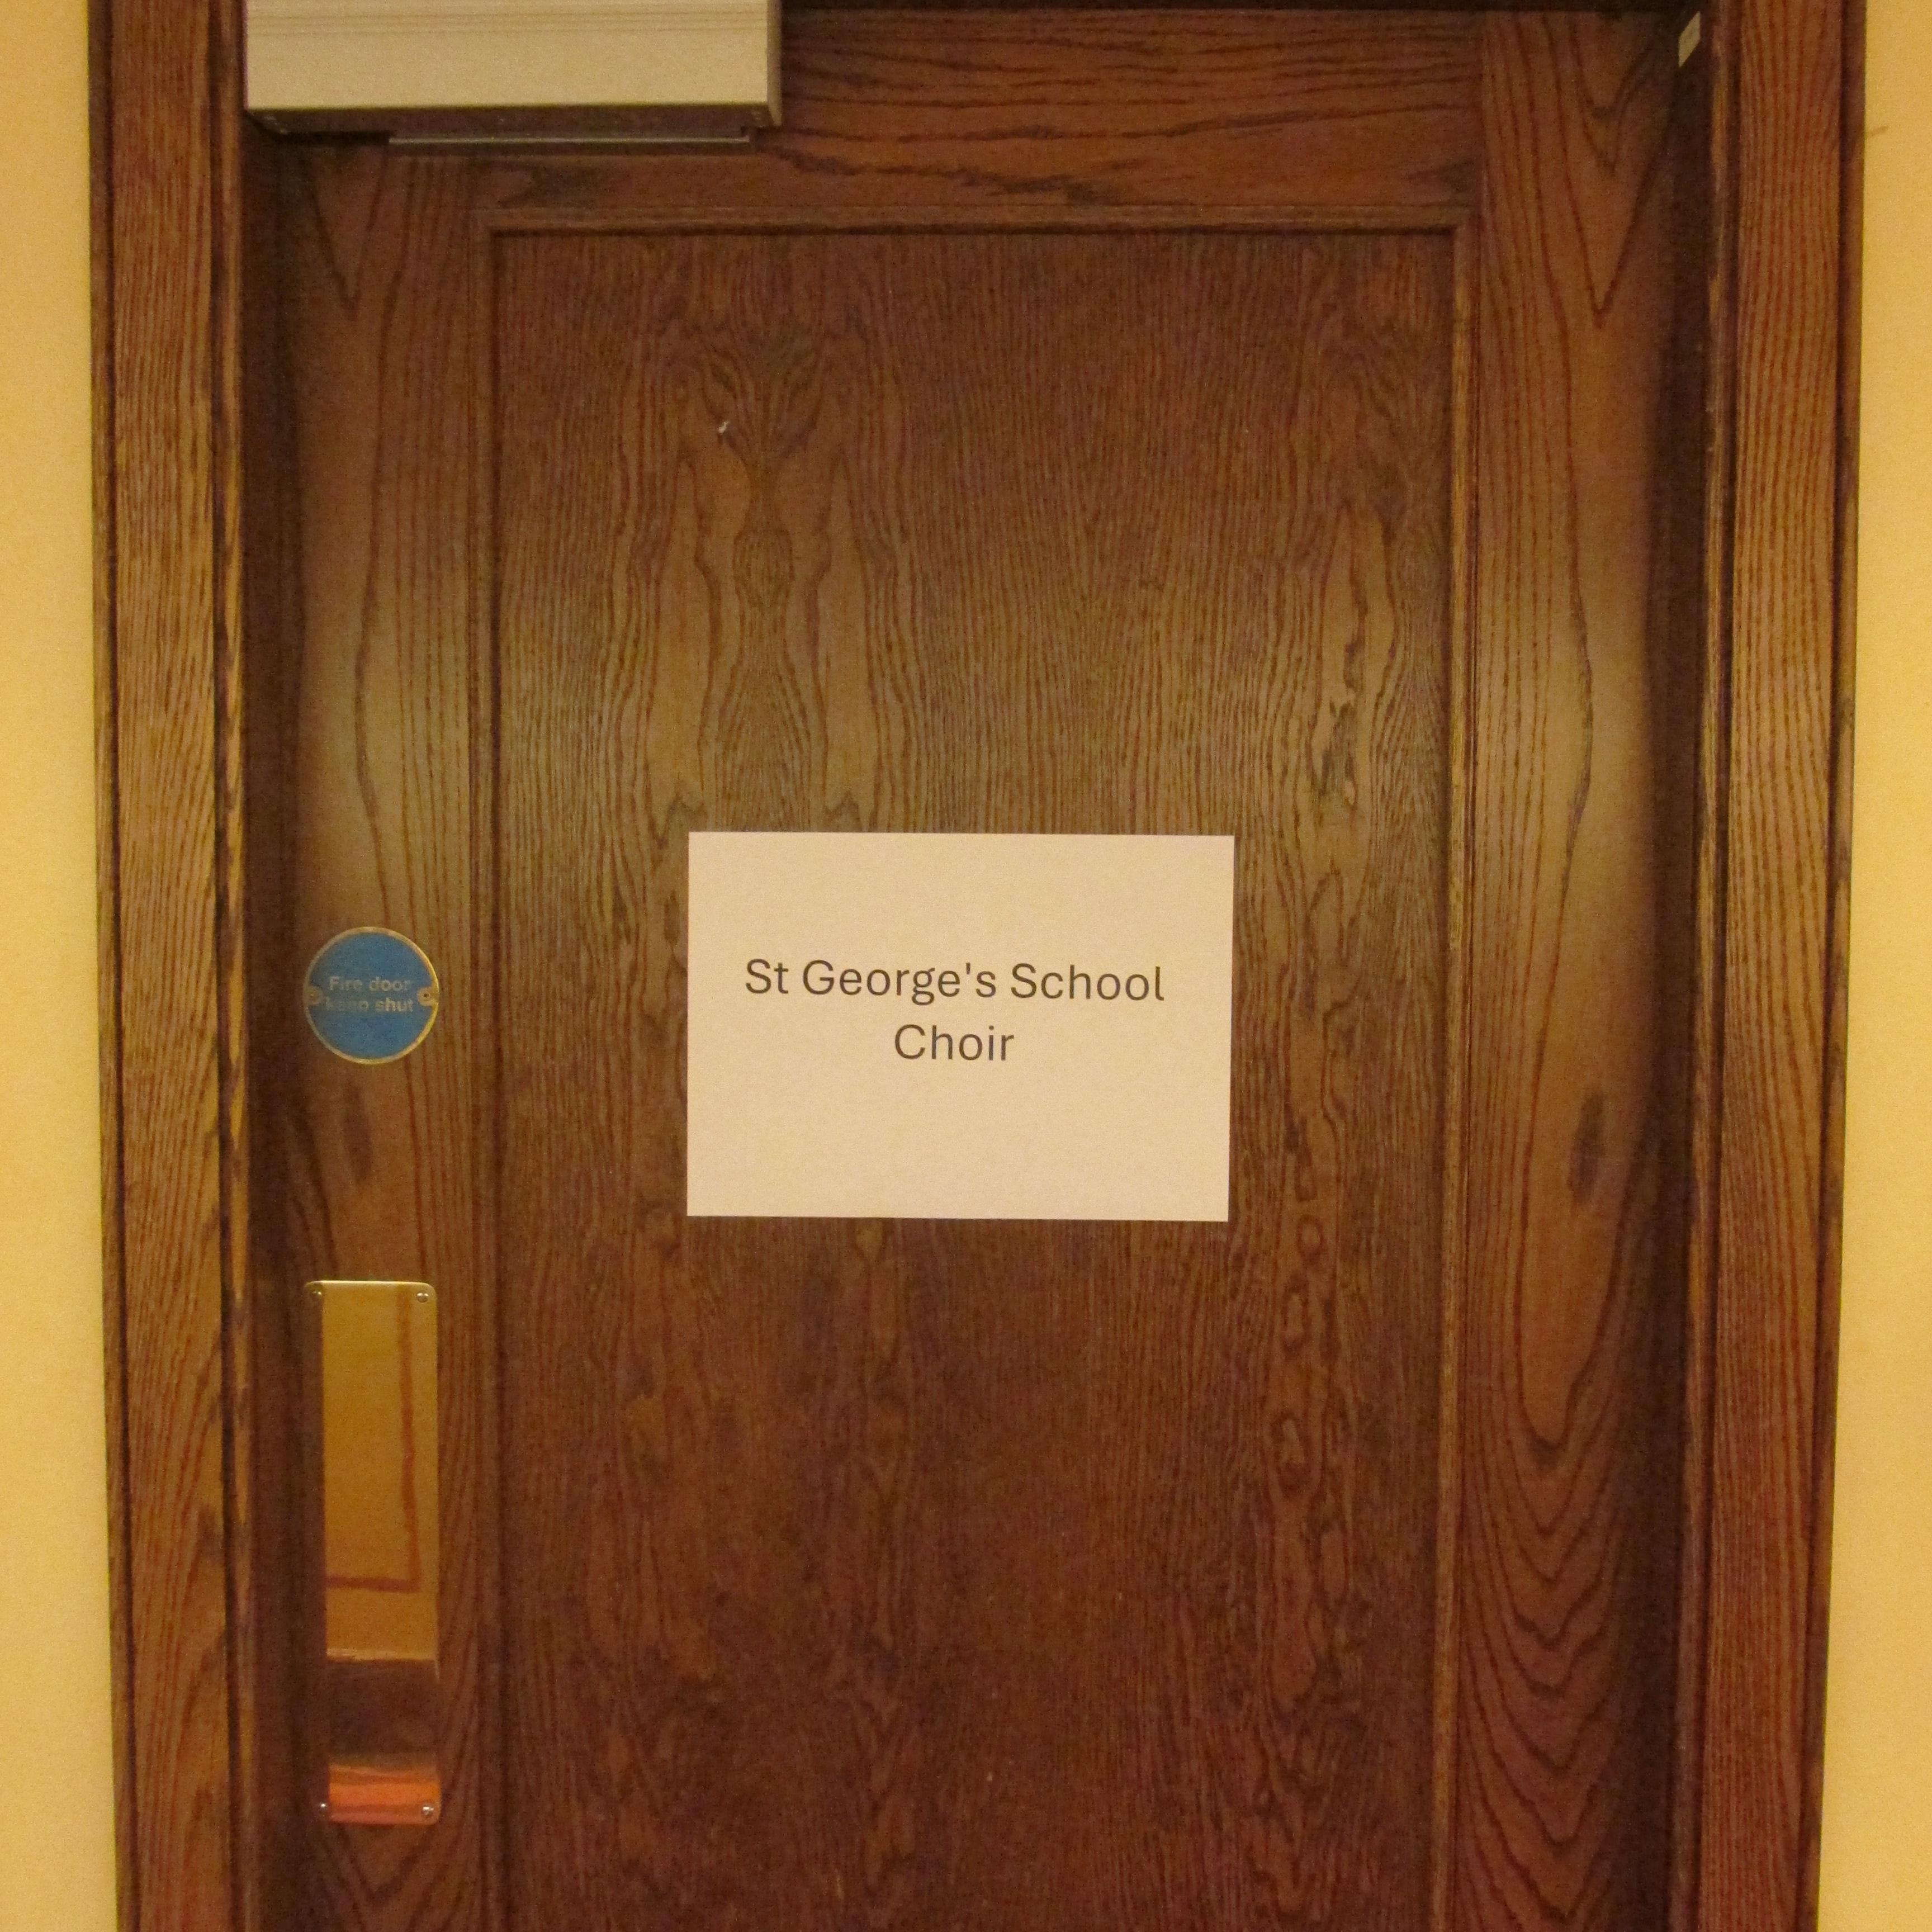 St George's School
Choir
Fire door
keep shut